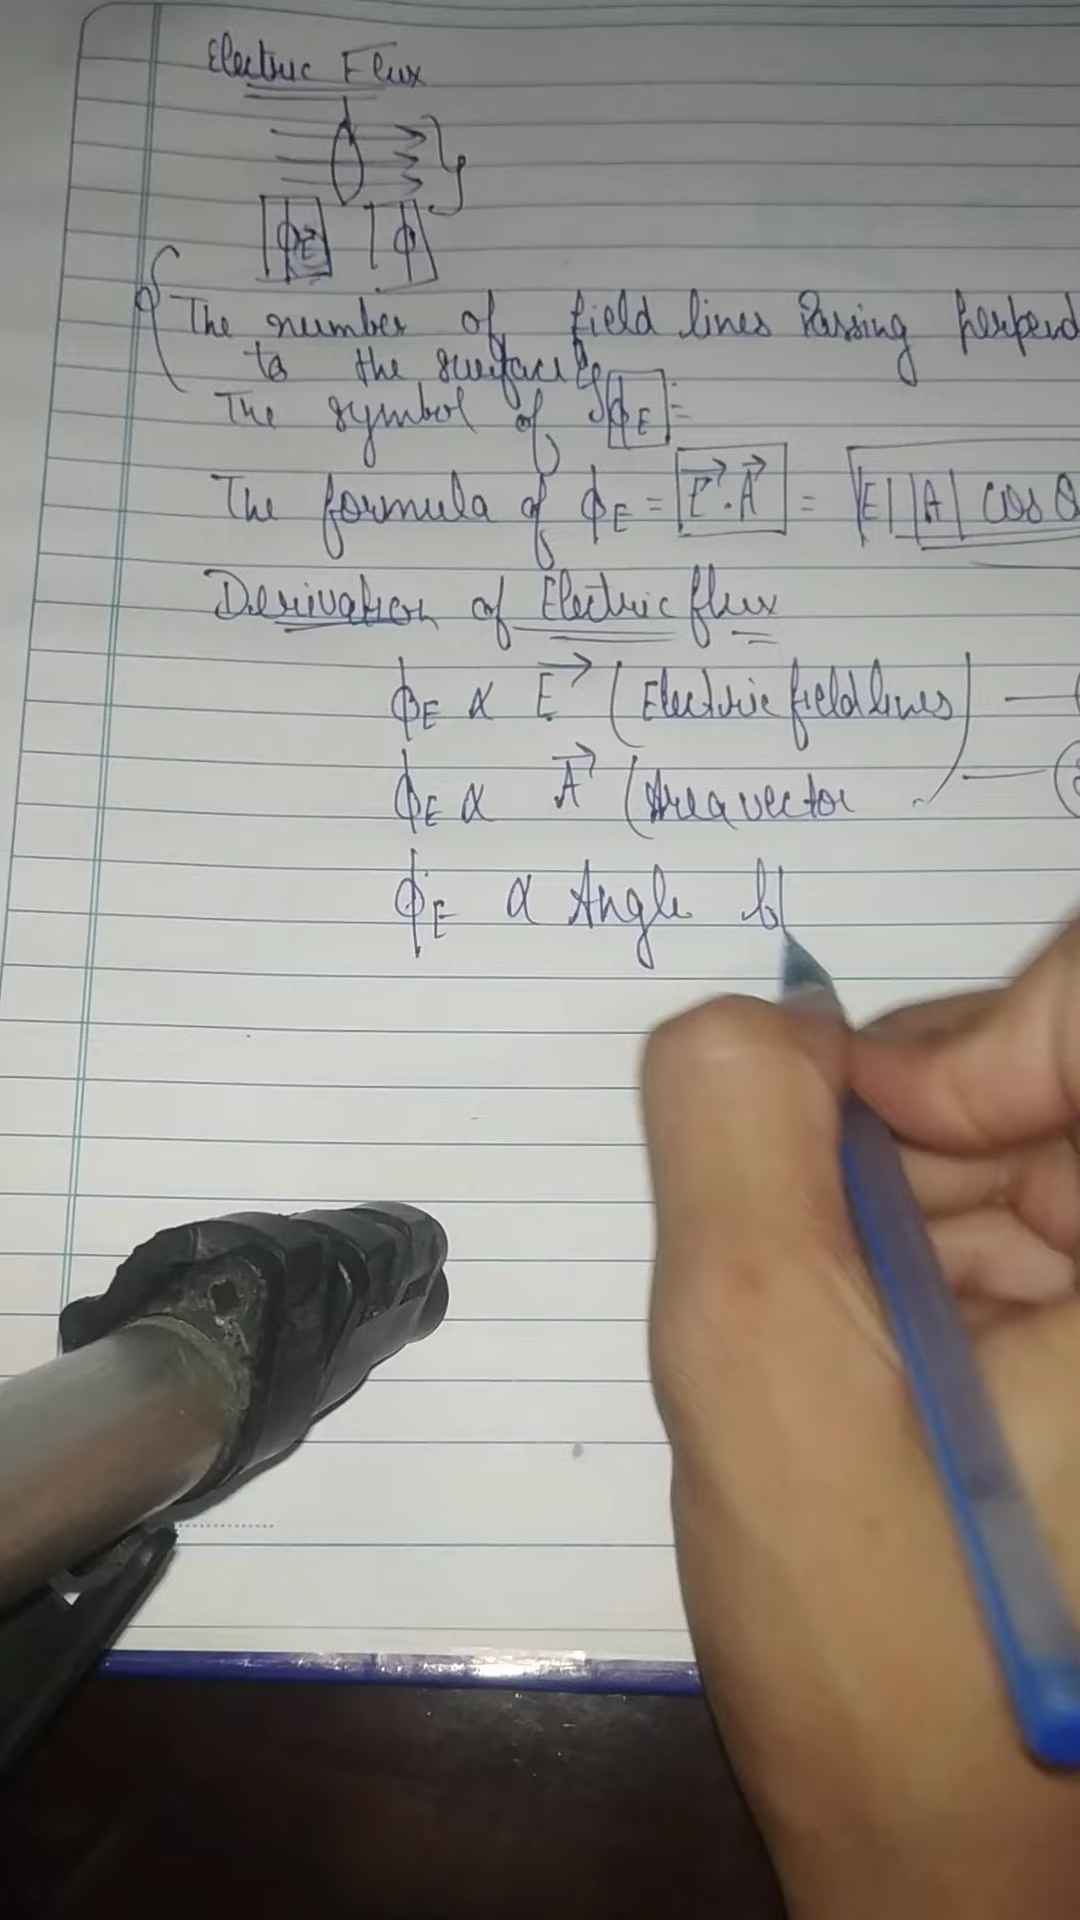 Electric Flux
ϕE ϕ
The number of field lines Passing perpend
to the surface
The symbol of ϕE =
The formula of ϕE = E⃗.A⃗ = |E||A| cos θ
Derivation of Electric flux
ϕE ∝ E⃗ (Electric field lines) —
ϕE ∝ A⃗ (Area vector ) — 2
ϕE ∝ Angle b/